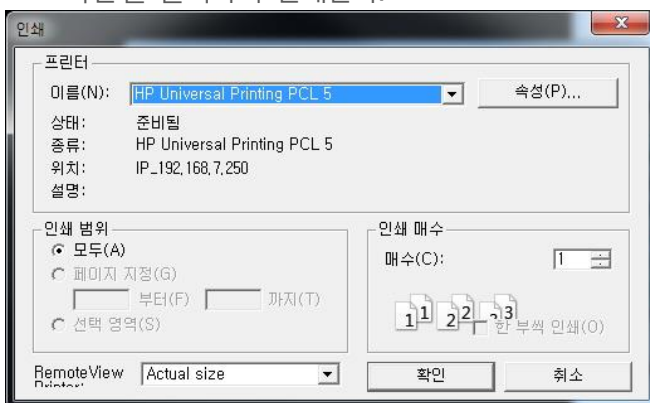 인쇄
프린터
이름(N): HP Universal Printing PCL 5 속성(P)...
상태: 준비됨
종류: HP Universal Printing PCL 5
위치: IP_192,168,7,250
설명:
인쇄 범위
모두(A)
페이지 지정(G)
부터(F) 까지(T)
선택 영역(S)
인쇄 매수
매수(C): 1
1 1 2 2 3
한 부씩 인쇄(O)
RemoteView Actual size 확인 취소
Printer: